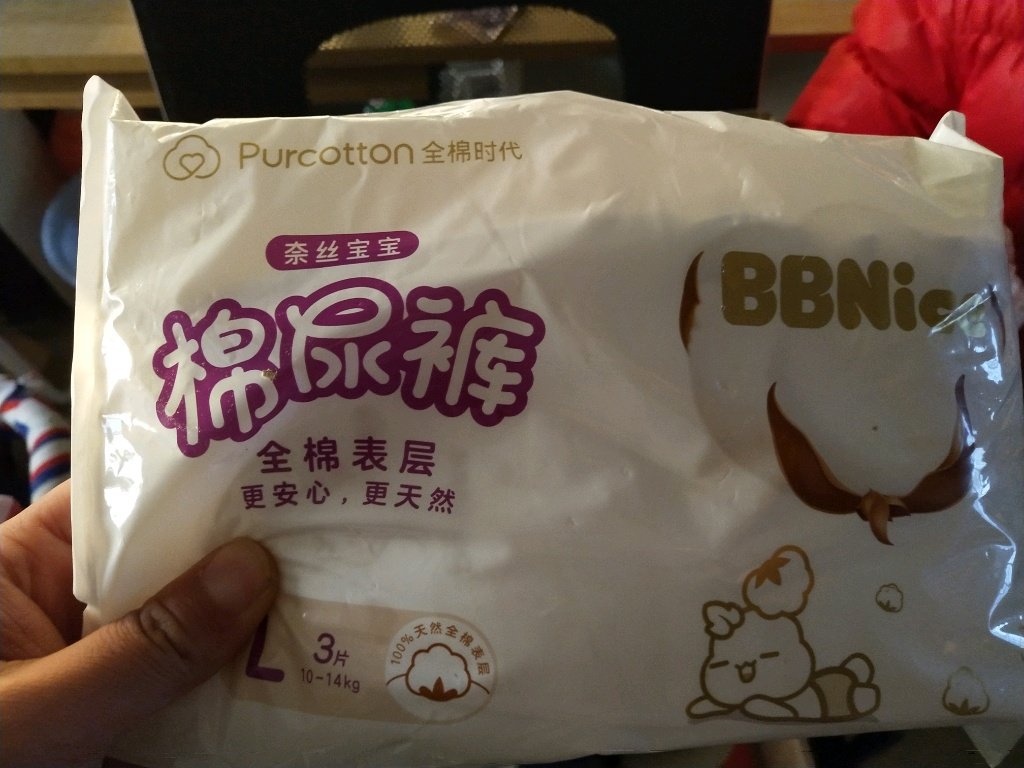 Purcotton 全棉时代
奈丝宝宝
棉尿裤
全棉表层
更安心，更天然
BBNice
L
3片
10-14kg
100%天然全棉表层